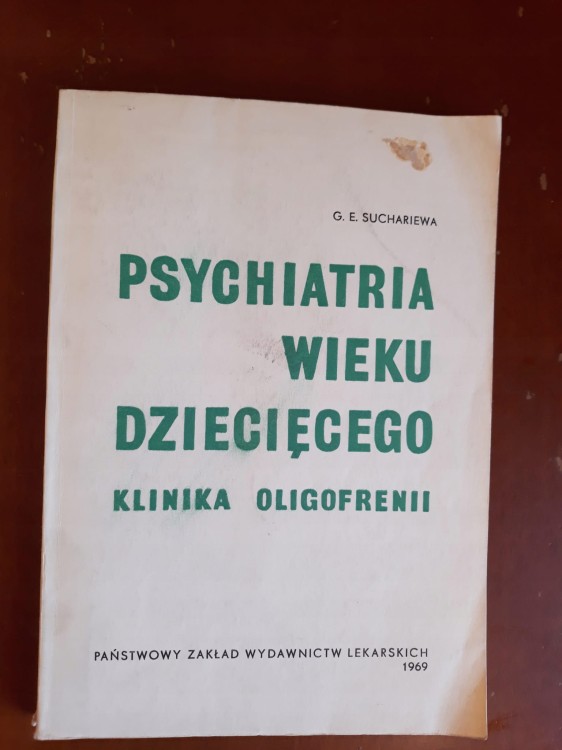 G. E. SUCHARIEWA
PSYCHIATRIA
WIEKU
DZIECIĘCEGO
KLINIKA OLIGOFRENII
PAŃSTWOWY ZAKŁAD WYDAWNICTW LEKARSKICH
1969